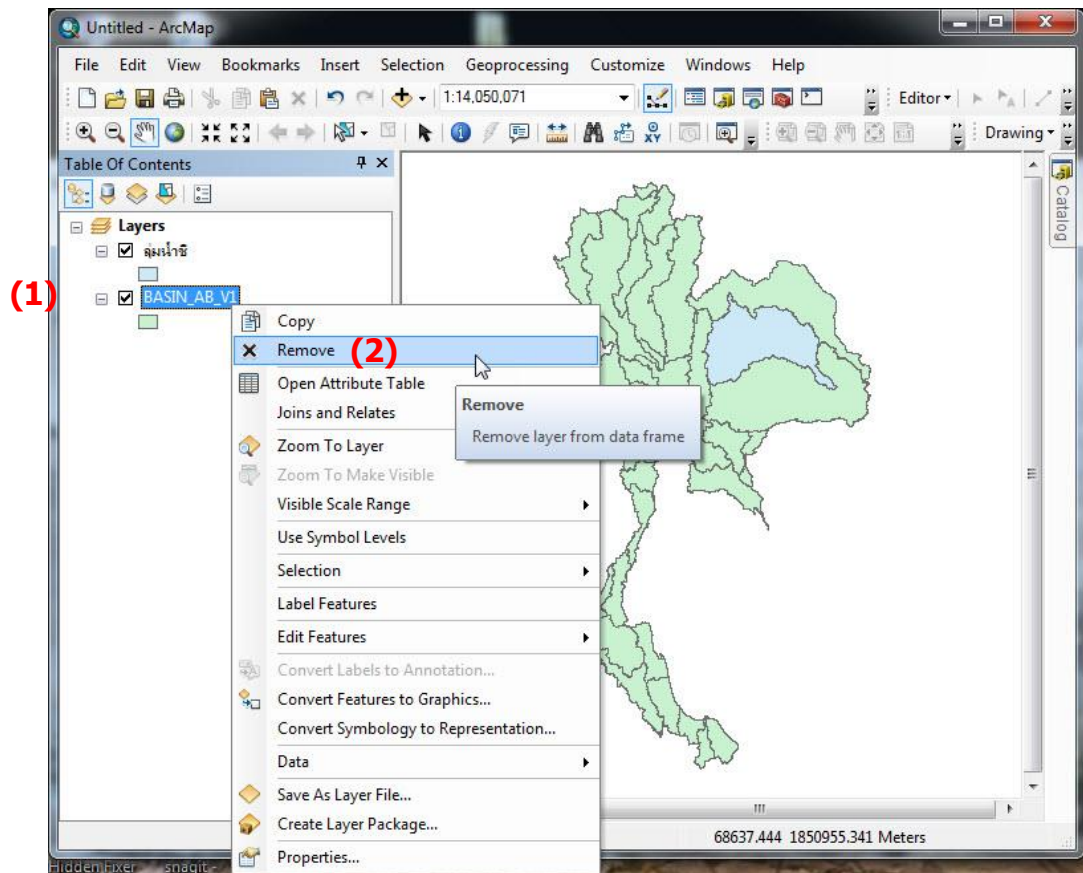 Untitled - ArcMap
File Edit View Bookmarks Insert Selection Geoprocessing Customize Windows Help
1:14,050,071
Editor
Drawing
Table Of Contents
Catalog
Layers
ลุ่มน้ำชี
(1)
BASIN_AB_V1
Copy
Remove (2)
Open Attribute Table
Joins and Relates
Remove
Remove layer from data frame
Zoom To Layer
Zoom To Make Visible
Visible Scale Range
Use Symbol Levels
Selection
Label Features
Edit Features
Convert Labels to Annotation...
Convert Features to Graphics...
Convert Symbology to Representation...
Data
Save As Layer File...
Create Layer Package...
68637.444 1850955.341 Meters
Properties...
Hidden Fixer snagit -